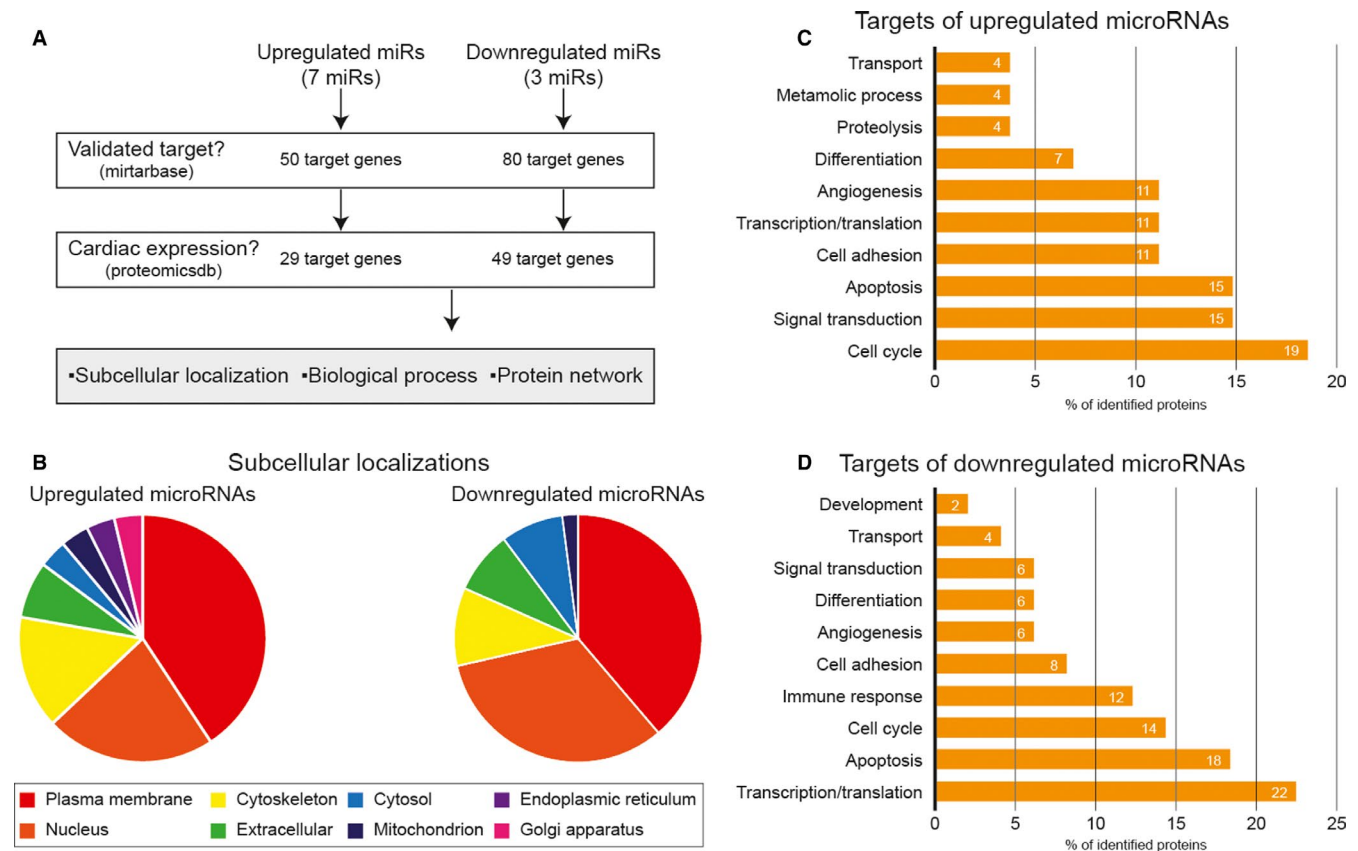 A
Upregulated miRs
(7 miRs)
Downregulated miRs
(3 miRs)
Validated target?
(mirtarbase)
50 target genes
80 target genes
Cardiac expression?
(proteomicsdb)
29 target genes
49 target genes
▪Subcellular localization ▪Biological process ▪Protein network
B
Subcellular localizations
Upregulated microRNAs
Downregulated microRNAs
Plasma membrane
Cytoskeleton
Cytosol
Endoplasmic reticulum
Nucleus
Extracellular
Mitochondrion
Golgi apparatus
C
Targets of upregulated microRNAs
Transport 4
Metamolic process 4
Proteolysis 4
Differentiation 7
Angiogenesis 11
Transcription/translation 11
Cell adhesion 11
Apoptosis 15
Signal transduction 15
Cell cycle 19
0 5 10 15 20
% of identified proteins
D
Targets of downregulated microRNAs
Development 2
Transport 4
Signal transduction 6
Differentiation 6
Angiogenesis 6
Cell adhesion 8
Immune response 12
Cell cycle 14
Apoptosis 18
Transcription/translation 22
0 5 10 15 20 25
% of identified proteins